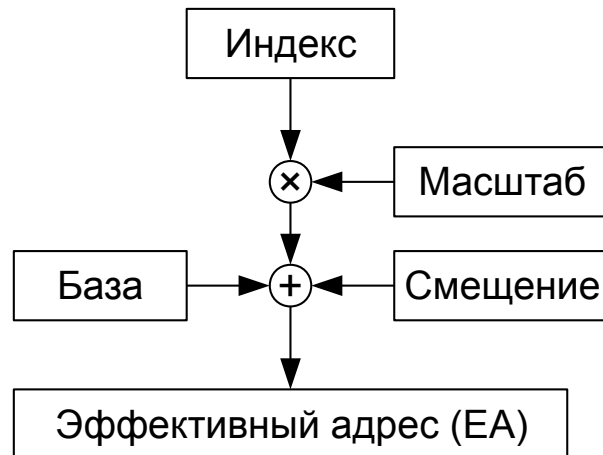 Индекс
×
Масштаб
База
+
Смещение
Эффективный адрес (EA)